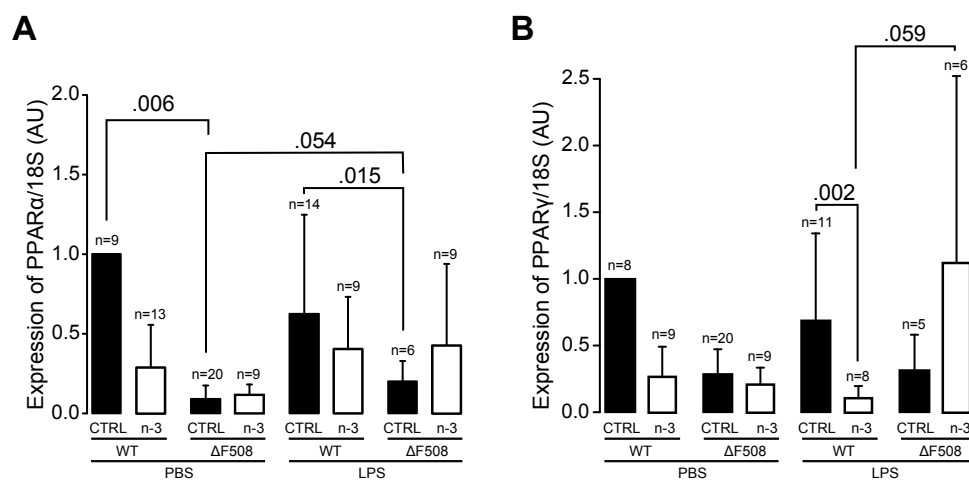 A
Expression of PPARα/18S (AU)
2.0
1.5
1.0
0.5
0.0
.006
.054
.015
n=9
n=13
n=20
n=9
n=14
n=9
n=6
n=9
CTRL n-3 CTRL n-3 CTRL n-3 CTRL n-3
WT ΔF508 WT ΔF508
PBS LPS
B
Expression of PPARγ/18S (AU)
2.5
2.0
1.5
1.0
0.5
0.0
.059
.002
n=8
n=9
n=20
n=9
n=11
n=8
n=5
n=6
CTRL n-3 CTRL n-3 CTRL n-3 CTRL n-3
WT ΔF508 WT ΔF508
PBS LPS